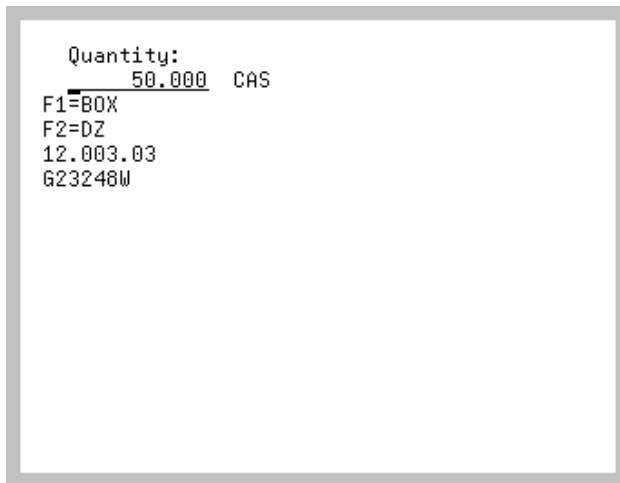 Quantity:
50.000 CAS
F1=BOX
F2=DZ
12.003.03
G23248W